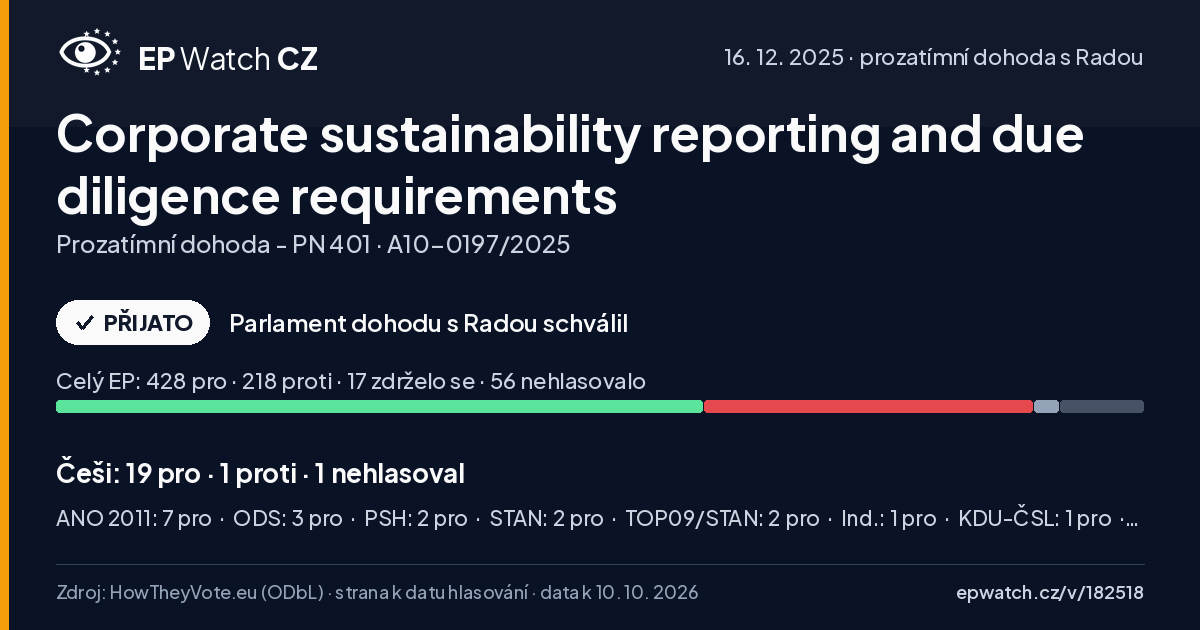 EP Watch CZ
16. 12. 2025 · prozatímní dohoda s Radou
Corporate sustainability reporting and due
diligence requirements
Prozatímní dohoda – PN 401 · A10–0197/2025
✓ PŘIJATO
Parlament dohodu s Radou schválil
Celý EP: 428 pro · 218 proti · 17 zdrželo se · 56 nehlasovalo
Češi: 19 pro · 1 proti · 1 nehlasoval
ANO 2011: 7 pro · ODS: 3 pro · PSH: 2 pro · STAN: 2 pro · TOP09/STAN: 2 pro · Ind.: 1 pro · KDU-ČSL: 1 pro ·…
Zdroj: HowTheyVote.eu (ODbL) · strana k datu hlasování · data k 10. 10. 2026
epwatch.cz/v/182518